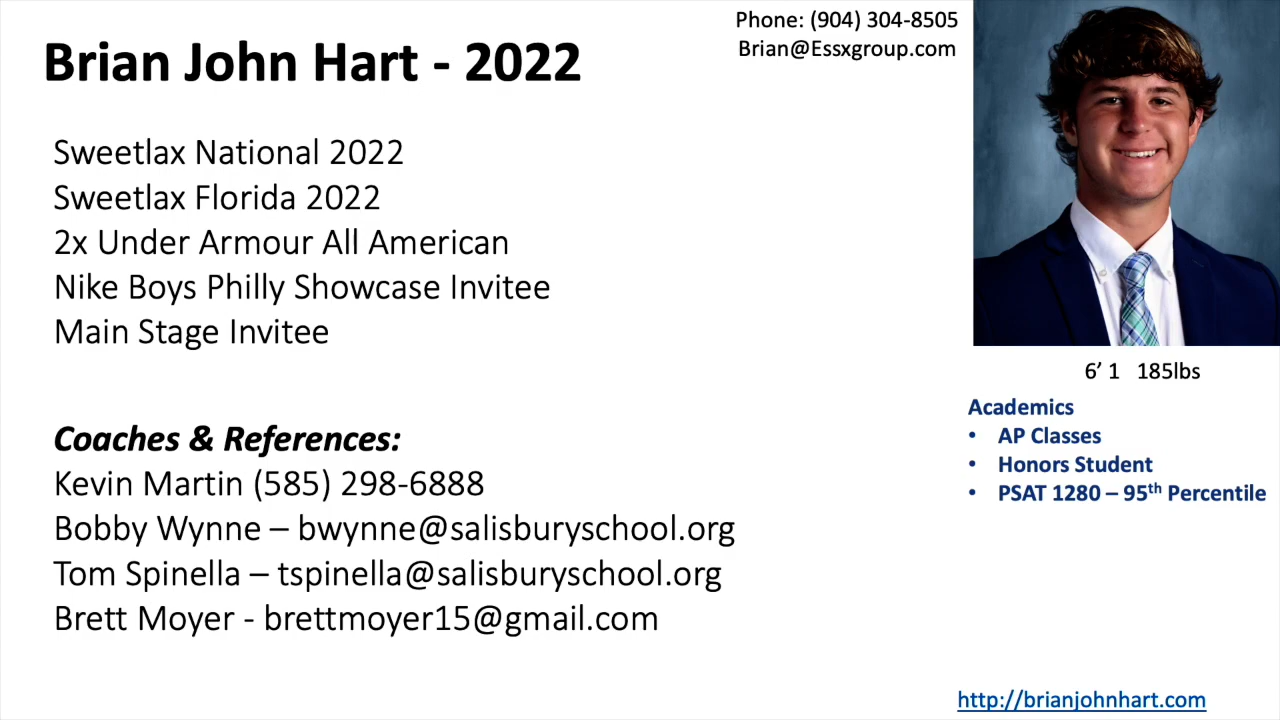 Brian John Hart - 2022
Phone: (904) 304-8505
Brian@Essxgroup.com
Sweetlax National 2022
Sweetlax Florida 2022
2x Under Armour All American
Nike Boys Philly Showcase Invitee
Main Stage Invitee
Coaches & References:
Kevin Martin (585) 298-6888
Bobby Wynne – bwynne@salisburyschool.org
Tom Spinella – tspinella@salisburyschool.org
Brett Moyer - brettmoyer15@gmail.com
6’ 1 185lbs
Academics
• AP Classes
• Honors Student
• PSAT 1280 – 95th Percentile
http://brianjohnhart.com